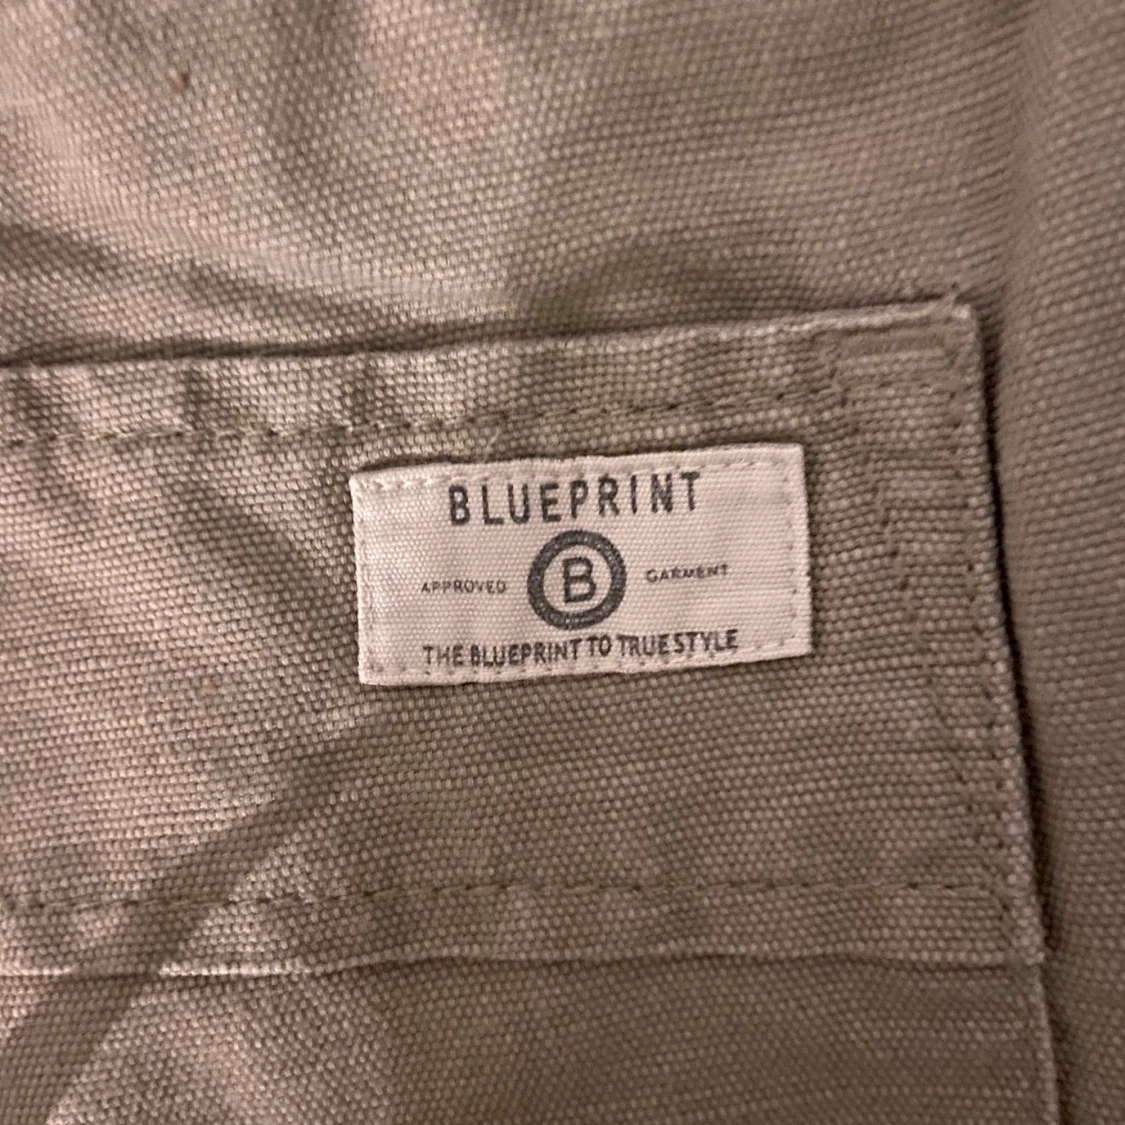 BLUEPRINT
APPROVED B GARMENT
THE BLUEPRINT TO TRUE STYLE